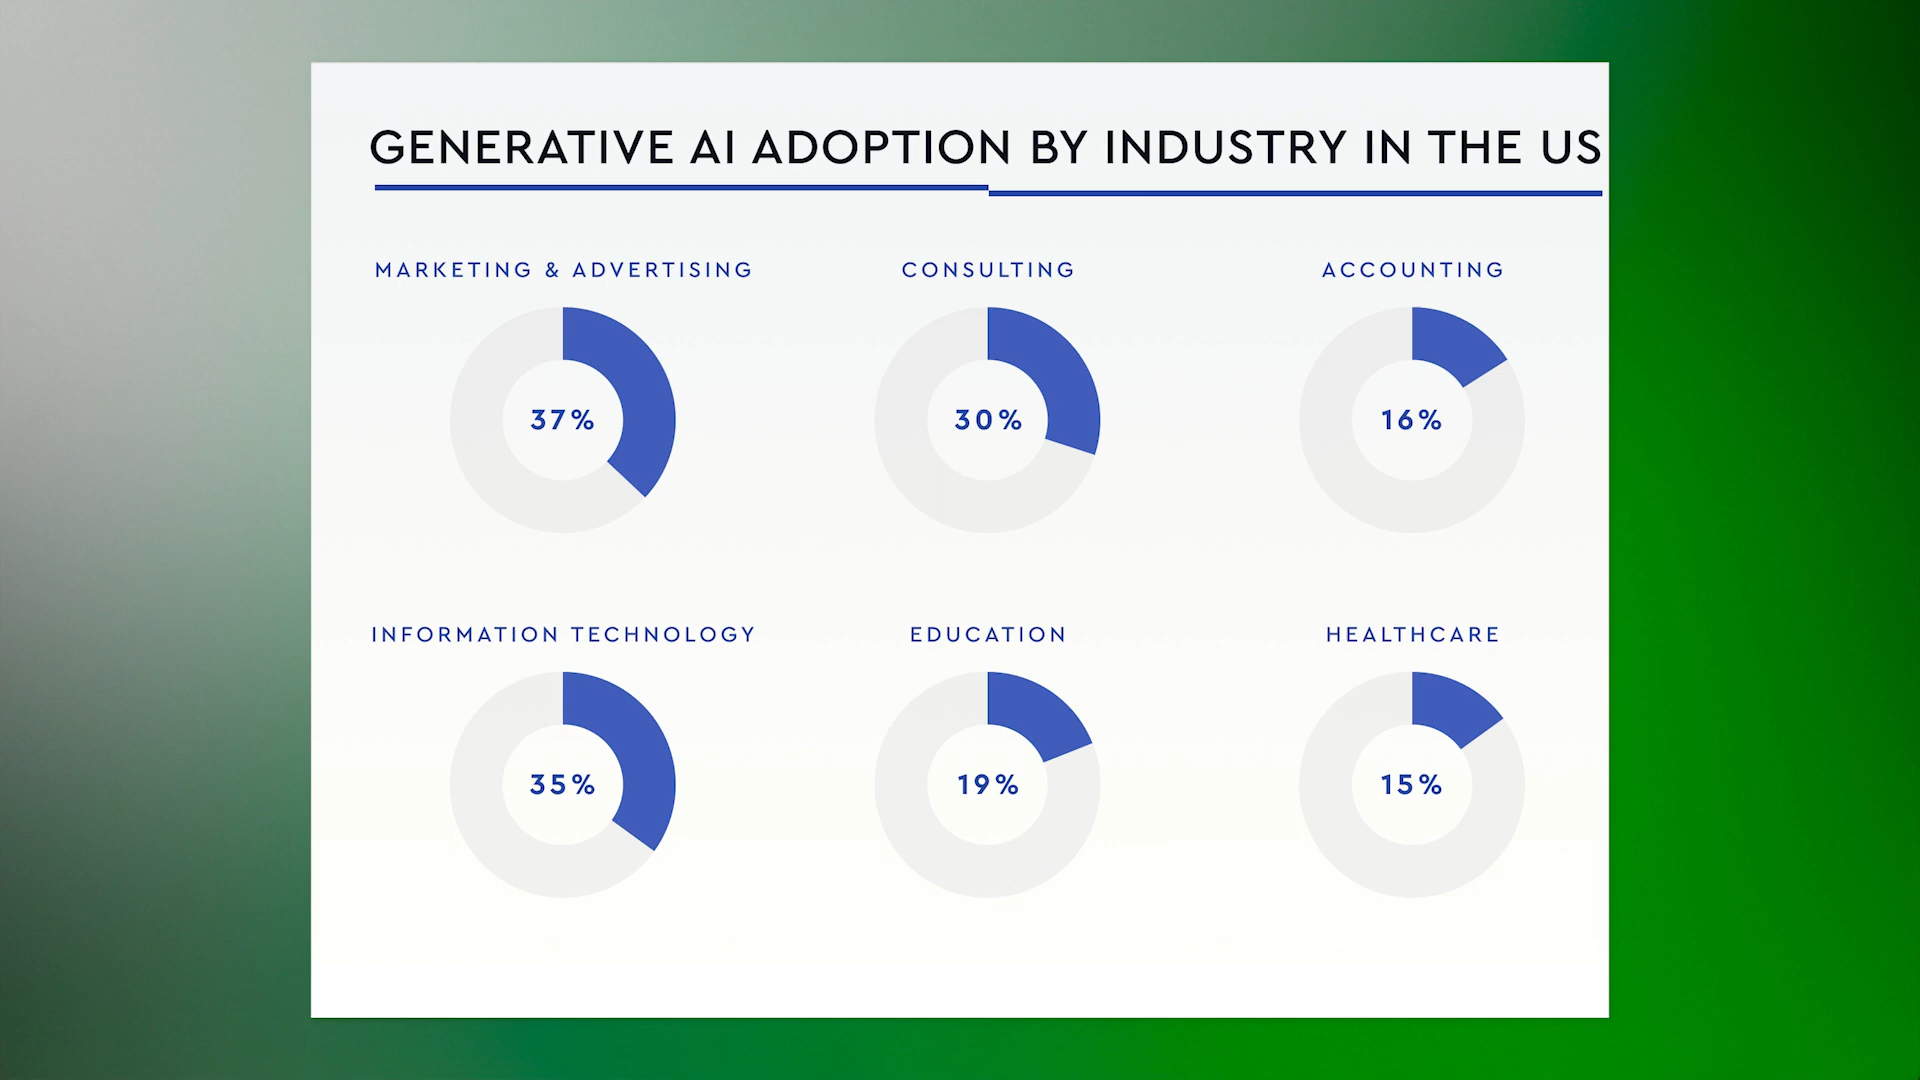 GENERATIVE AI ADOPTION BY INDUSTRY IN THE US
MARKETING & ADVERTISING
37%
CONSULTING
30%
ACCOUNTING
16%
INFORMATION TECHNOLOGY
35%
EDUCATION
19%
HEALTHCARE
15%